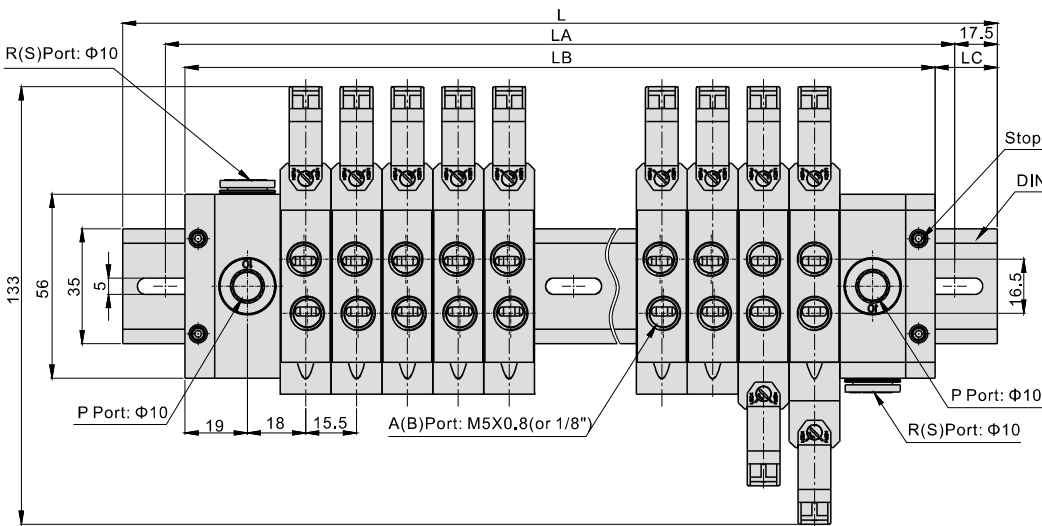 L
LA
17.5
R(S)Port: Φ10
LB
LC
Stop
DIN
133
56
35
5
16.5
P Port: Φ10
19
18
15.5
A(B)Port: M5X0.8(or 1/8")
P Port: Φ10
R(S)Port: Φ10